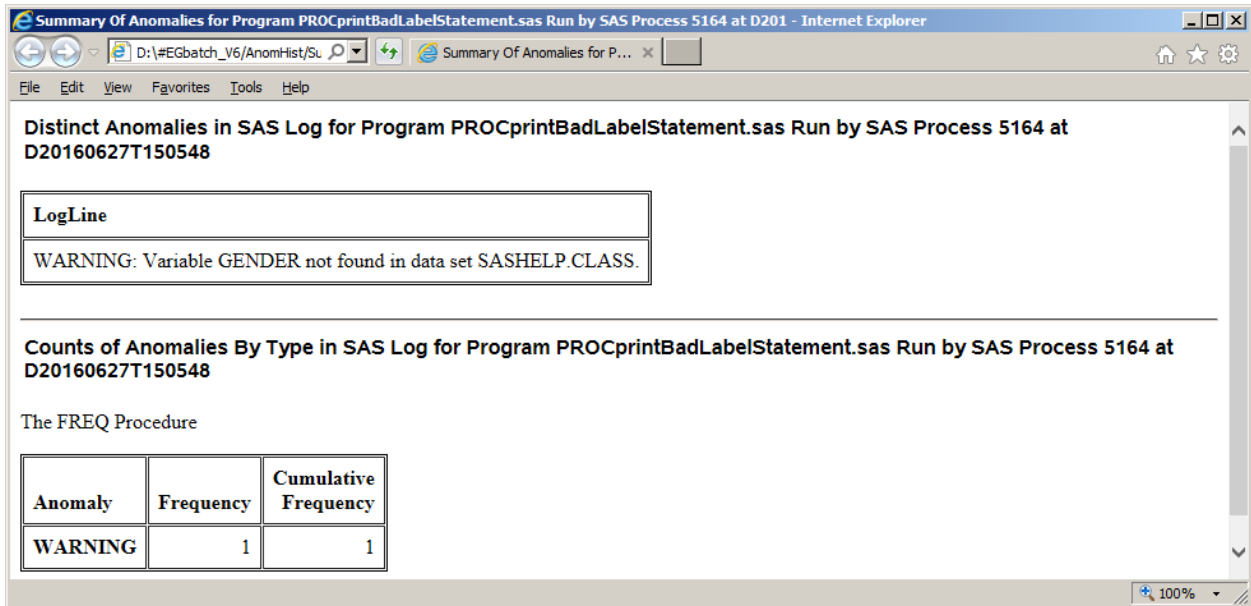 Summary Of Anomalies for Program PROCprintBadLabelStatement.sas Run by SAS Process 5164 at D201 - Internet Explorer
D:\#EGbatch_V6/AnomHist/Su
Summary Of Anomalies for P...
File Edit View Favorites Tools Help
Distinct Anomalies in SAS Log for Program PROCprintBadLabelStatement.sas Run by SAS Process 5164 at
D20160627T150548
LogLine
WARNING: Variable GENDER not found in data set SASHELP.CLASS.
Counts of Anomalies By Type in SAS Log for Program PROCprintBadLabelStatement.sas Run by SAS Process 5164 at
D20160627T150548
The FREQ Procedure
Anomaly Frequency Cumulative Frequency
WARNING 1 1
100%